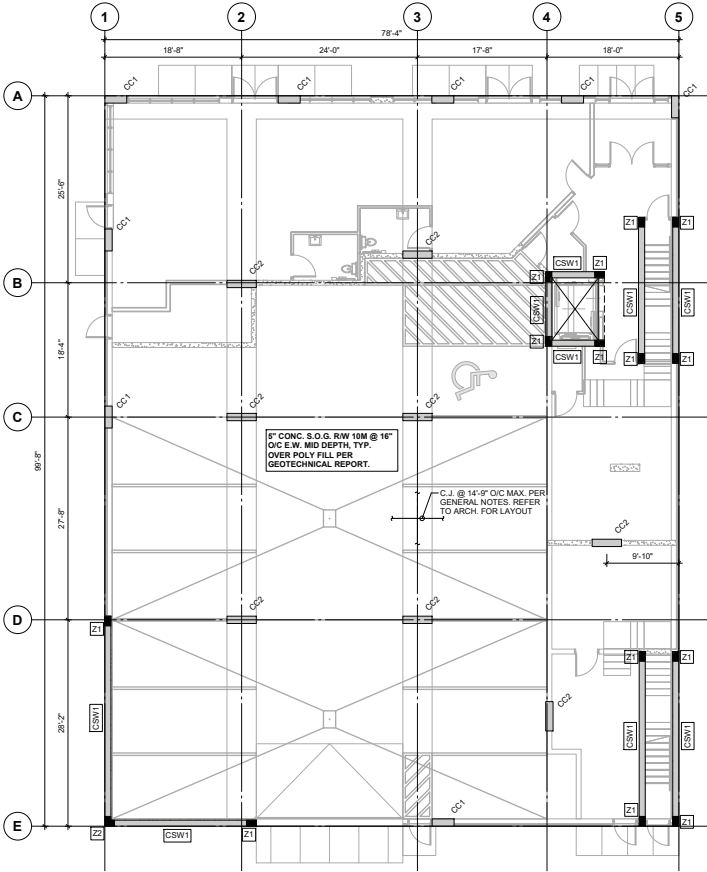 1 2 3 4 5
78'-4"
18'-8" 24'-0" 17'-8" 18'-0"
CC1 CC1 CC1 CC1 CC1
A
25'-6"
CC1
Z1 Z1
CC2 CC2
CSW1
Z1 Z1
B
CSW1 CSW1 CSW1
18'-4"
Z1 CSW1 Z1 Z1 Z1
CC1 CC2 CC2
C
99'-8"
5" CONC. S.O.G. R/W 10M @ 16"
O/C E.W. MID DEPTH, TYP.
OVER POLY FILL PER
GEOTECHNICAL REPORT.
C.J. @ 14'-9" O/C MAX. PER
GENERAL NOTES. REFER
TO ARCH. FOR LAYOUT
27'-8"
CC2
9'-10"
CC2 CC2
D
Z1
Z1 Z1
CC2
28'-2"
CSW1 CSW1 CSW1
CC1
Z1 Z1
E
Z2 CSW1 Z1